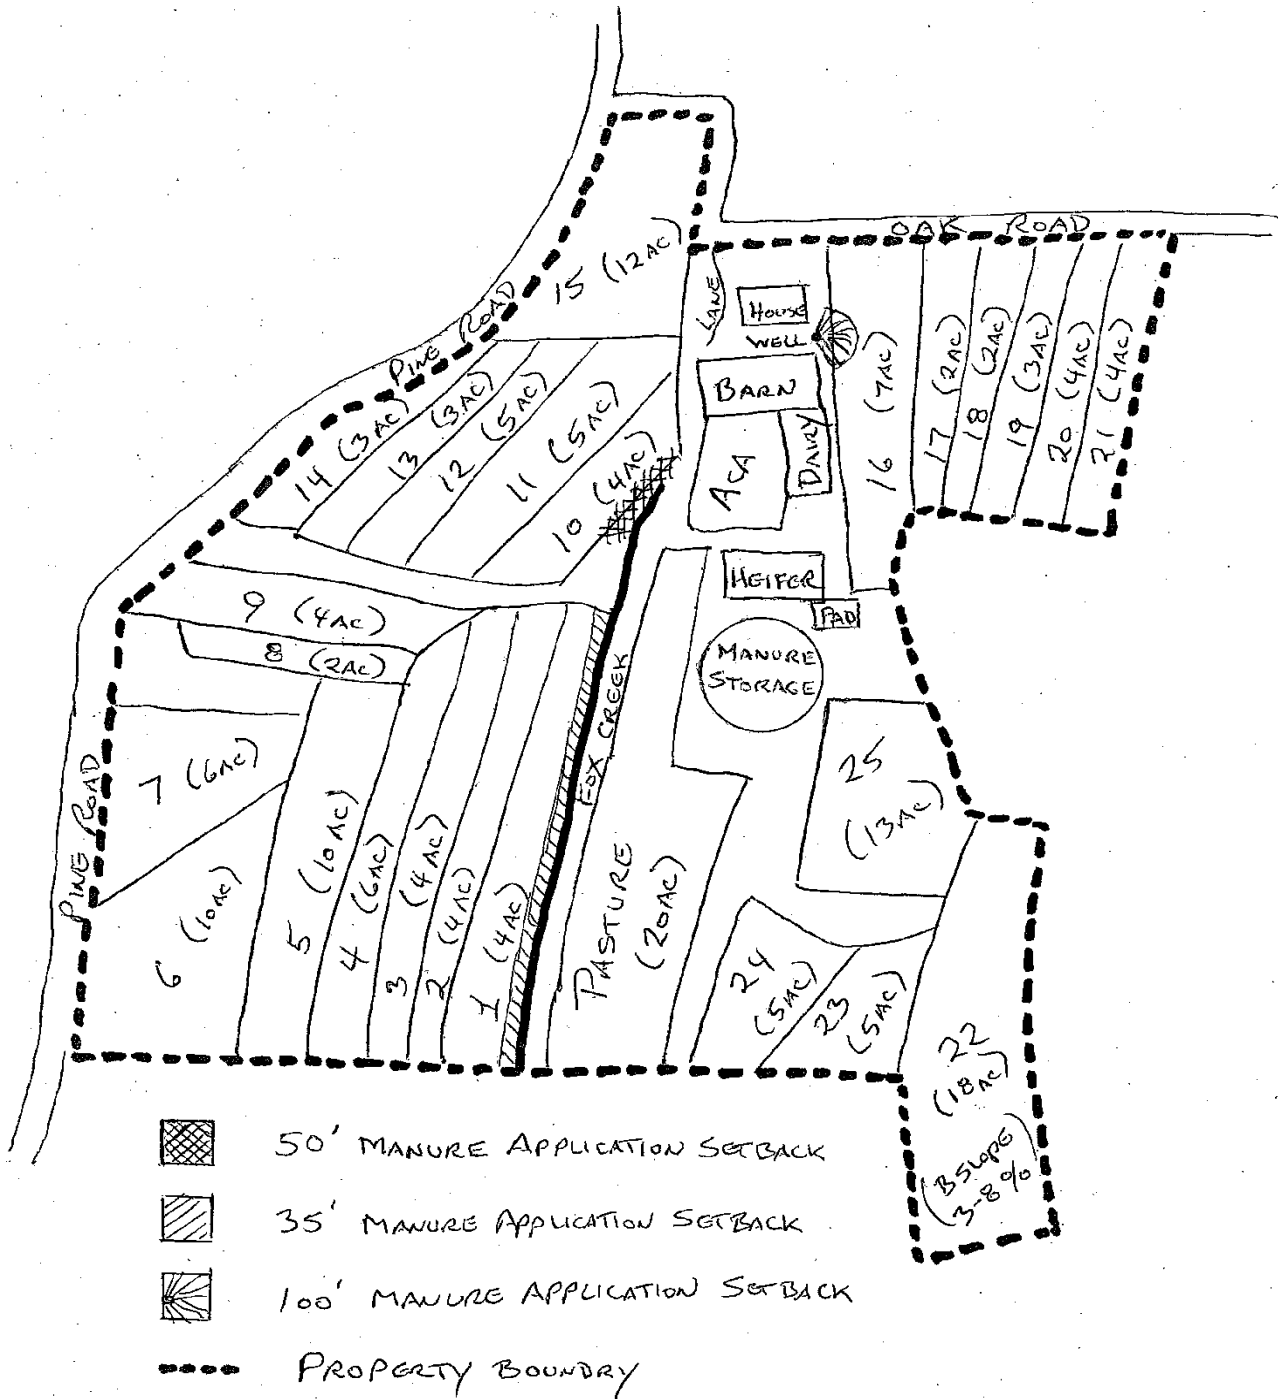 OAK ROAD
15 (12AC)
LANE
HOUSE
WELL
PINE ROAD
BARN
14 (3AC)
13 (3AC)
12 (5AC)
11 (5AC)
10 (4AC)
ACA
DAIRY
16 (7AC)
17 (2AC)
18 (2AC)
19 (3AC)
20 (4AC)
21 (4AC)
HEIFER
PAD
9 (4AC)
8 (2AC)
MANURE
STORAGE
FOX CREEK
7 (6AC)
PINE ROAD
6 (10AC)
5 (10AC)
4 (6AC)
3 (4AC)
2 (4AC)
1 (4AC)
PASTURE
(20AC)
25
(13AC)
24
(5AC)
23
(5AC)
22
(18AC)
(B SLOPE
3-8%)
50' MANURE APPLICATION SETBACK
35' MANURE APPLICATION SETBACK
100' MANURE APPLICATION SETBACK
PROPERTY BOUNDRY